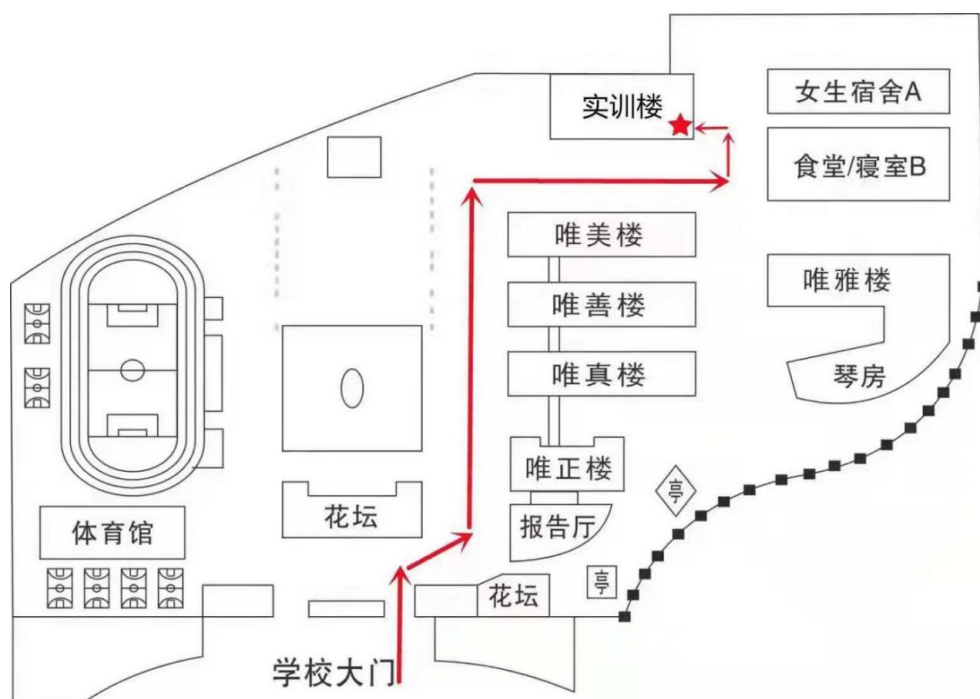 实训楼
女生宿舍A
食堂/寝室B
唯美楼
唯雅楼
唯善楼
唯真楼
琴房
唯正楼
亭
花坛
报告厅
体育馆
亭
花坛
学校大门